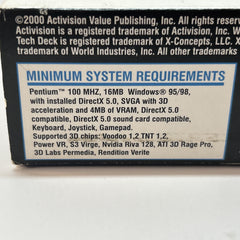 ©2000 Activision Value Publishing, Inc. All rights reserved.
Activision is a registered trademark of Activision, Inc.
Tech Deck is a registered trademark of X-Concepts, LLC.
trademark of World Industries, Inc. All other trademarks
MINIMUM SYSTEM REQUIREMENTS
Pentium™ 100 MHZ, 16MB Windows® 95/98,
with installed DirectX 5.0, SVGA with 3D
acceleration and 4MB of VRAM, DirectX 5.0
compatible, DirectX 5.0 sound card compatible,
Keyboard, Joystick, Gamepad.
Supported 3D chips: Voodoo 1,2 TNT 1,2,
Power VR, S3 Virge, Nvidia Riva 128, ATI 3D Rage Pro,
3D Labs Permedia, Rendition Verite